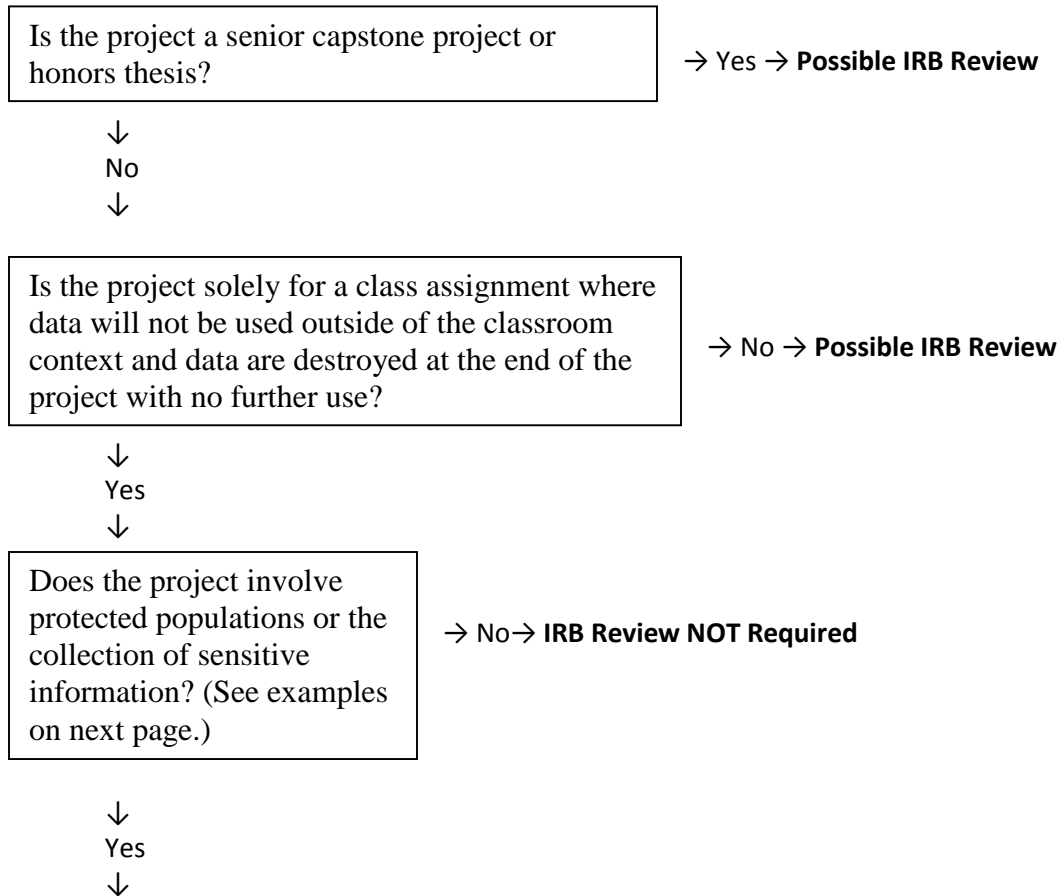 Is the project a senior capstone project or
honors thesis?
→ Yes → Possible IRB Review
↓
No
↓
Is the project solely for a class assignment where
data will not be used outside of the classroom
context and data are destroyed at the end of the
project with no further use?
→ No → Possible IRB Review
↓
Yes
↓
Does the project involve
protected populations or the
collection of sensitive
information? (See examples
on next page.)
→ No→ IRB Review NOT Required
↓
Yes
↓